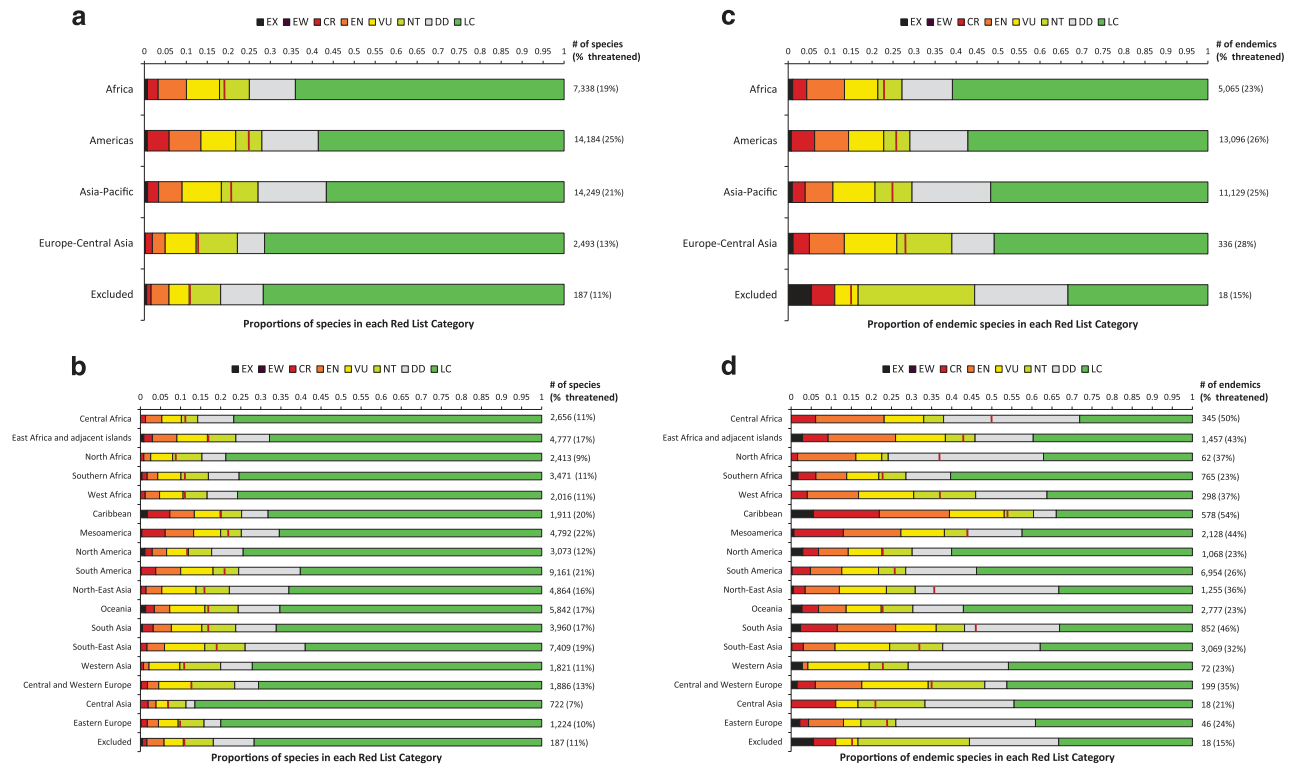 a
EX EW CR EN VU NT DD LC
0 0.05 0.1 0.15 0.2 0.25 0.3 0.35 0.4 0.45 0.5 0.55 0.6 0.65 0.7 0.75 0.8 0.85 0.9 0.95 1
# of species
(% threatened)
Africa 7,338 (19%)
Americas 14,184 (25%)
Asia-Pacific 14,249 (21%)
Europe-Central Asia 2,493 (13%)
Excluded 187 (11%)
Proportions of species in each Red List Category
b
EX EW CR EN VU NT DD LC
0 0.05 0.1 0.15 0.2 0.25 0.3 0.35 0.4 0.45 0.5 0.55 0.6 0.65 0.7 0.75 0.8 0.85 0.9 0.95 1
# of species
(% threatened)
Central Africa 2,656 (11%)
East Africa and adjacent islands 4,777 (17%)
North Africa 2,413 (9%)
Southern Africa 3,471 (11%)
West Africa 2,016 (11%)
Caribbean 1,911 (20%)
Mesoamerica 4,792 (22%)
North America 3,073 (12%)
South America 9,161 (21%)
North-East Asia 4,864 (16%)
Oceania 5,842 (17%)
South Asia 3,960 (17%)
South-East Asia 7,409 (19%)
Western Asia 1,821 (11%)
Central and Western Europe 1,886 (13%)
Central Asia 722 (7%)
Eastern Europe 1,224 (10%)
Excluded 187 (11%)
Proportions of species in each Red List Category
c
EX EW CR EN VU NT DD LC
0 0.05 0.1 0.15 0.2 0.25 0.3 0.35 0.4 0.45 0.5 0.55 0.6 0.65 0.7 0.75 0.8 0.85 0.9 0.95 1
# of endemics
(% threatened)
Africa 5,065 (23%)
Americas 13,096 (26%)
Asia-Pacific 11,129 (25%)
Europe-Central Asia 336 (28%)
Excluded 18 (15%)
Proportion of endemic species in each Red List Category
d
EX EW CR EN VU NT DD LC
0 0.05 0.1 0.15 0.2 0.25 0.3 0.35 0.4 0.45 0.5 0.55 0.6 0.65 0.7 0.75 0.8 0.85 0.9 0.95 1
# of endemics
(% threatened)
Central Africa 345 (50%)
East Africa and adjacent islands 1,457 (43%)
North Africa 62 (37%)
Southern Africa 765 (23%)
West Africa 298 (37%)
Caribbean 578 (54%)
Mesoamerica 2,128 (44%)
North America 1,068 (23%)
South America 6,954 (26%)
North-East Asia 1,255 (36%)
Oceania 2,777 (23%)
South Asia 852 (46%)
South-East Asia 3,069 (32%)
Western Asia 72 (23%)
Central and Western Europe 199 (35%)
Central Asia 18 (21%)
Eastern Europe 46 (24%)
Excluded 18 (15%)
Proportions of endemic species in each Red List Category